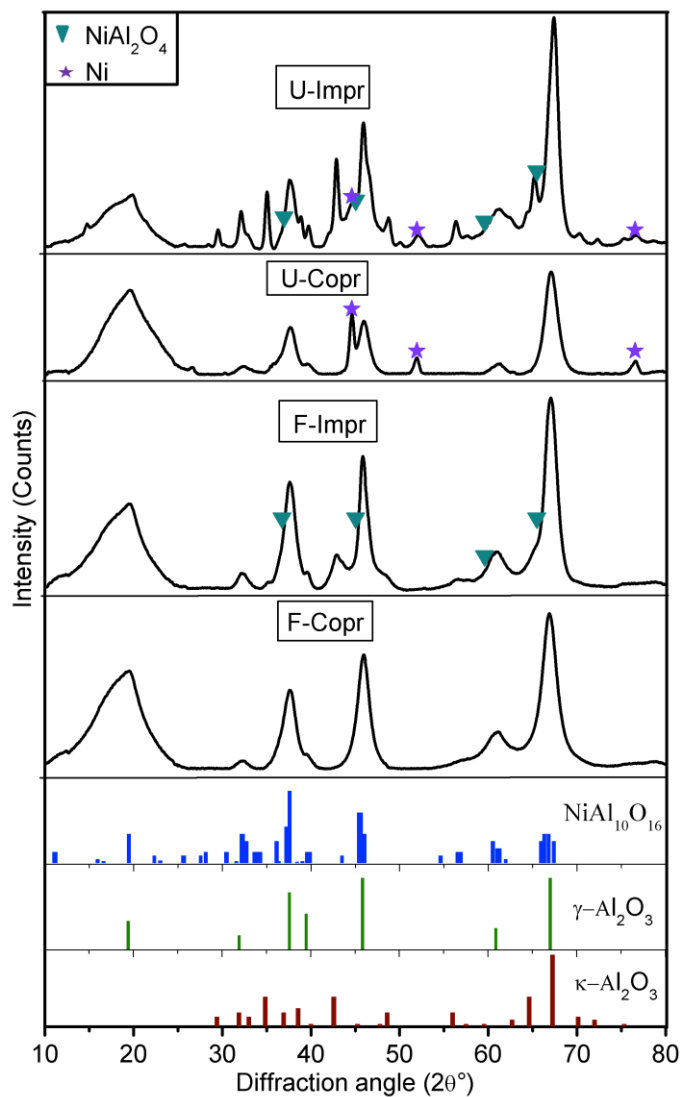 NiAl₂O₄
Ni
U-Impr
U-Copr
F-Impr
F-Copr
NiAl₁₀O₁₆
γ–Al₂O₃
κ–Al₂O₃
Intensity (Counts)
10 20 30 40 50 60 70 80
Diffraction angle (2θ°)